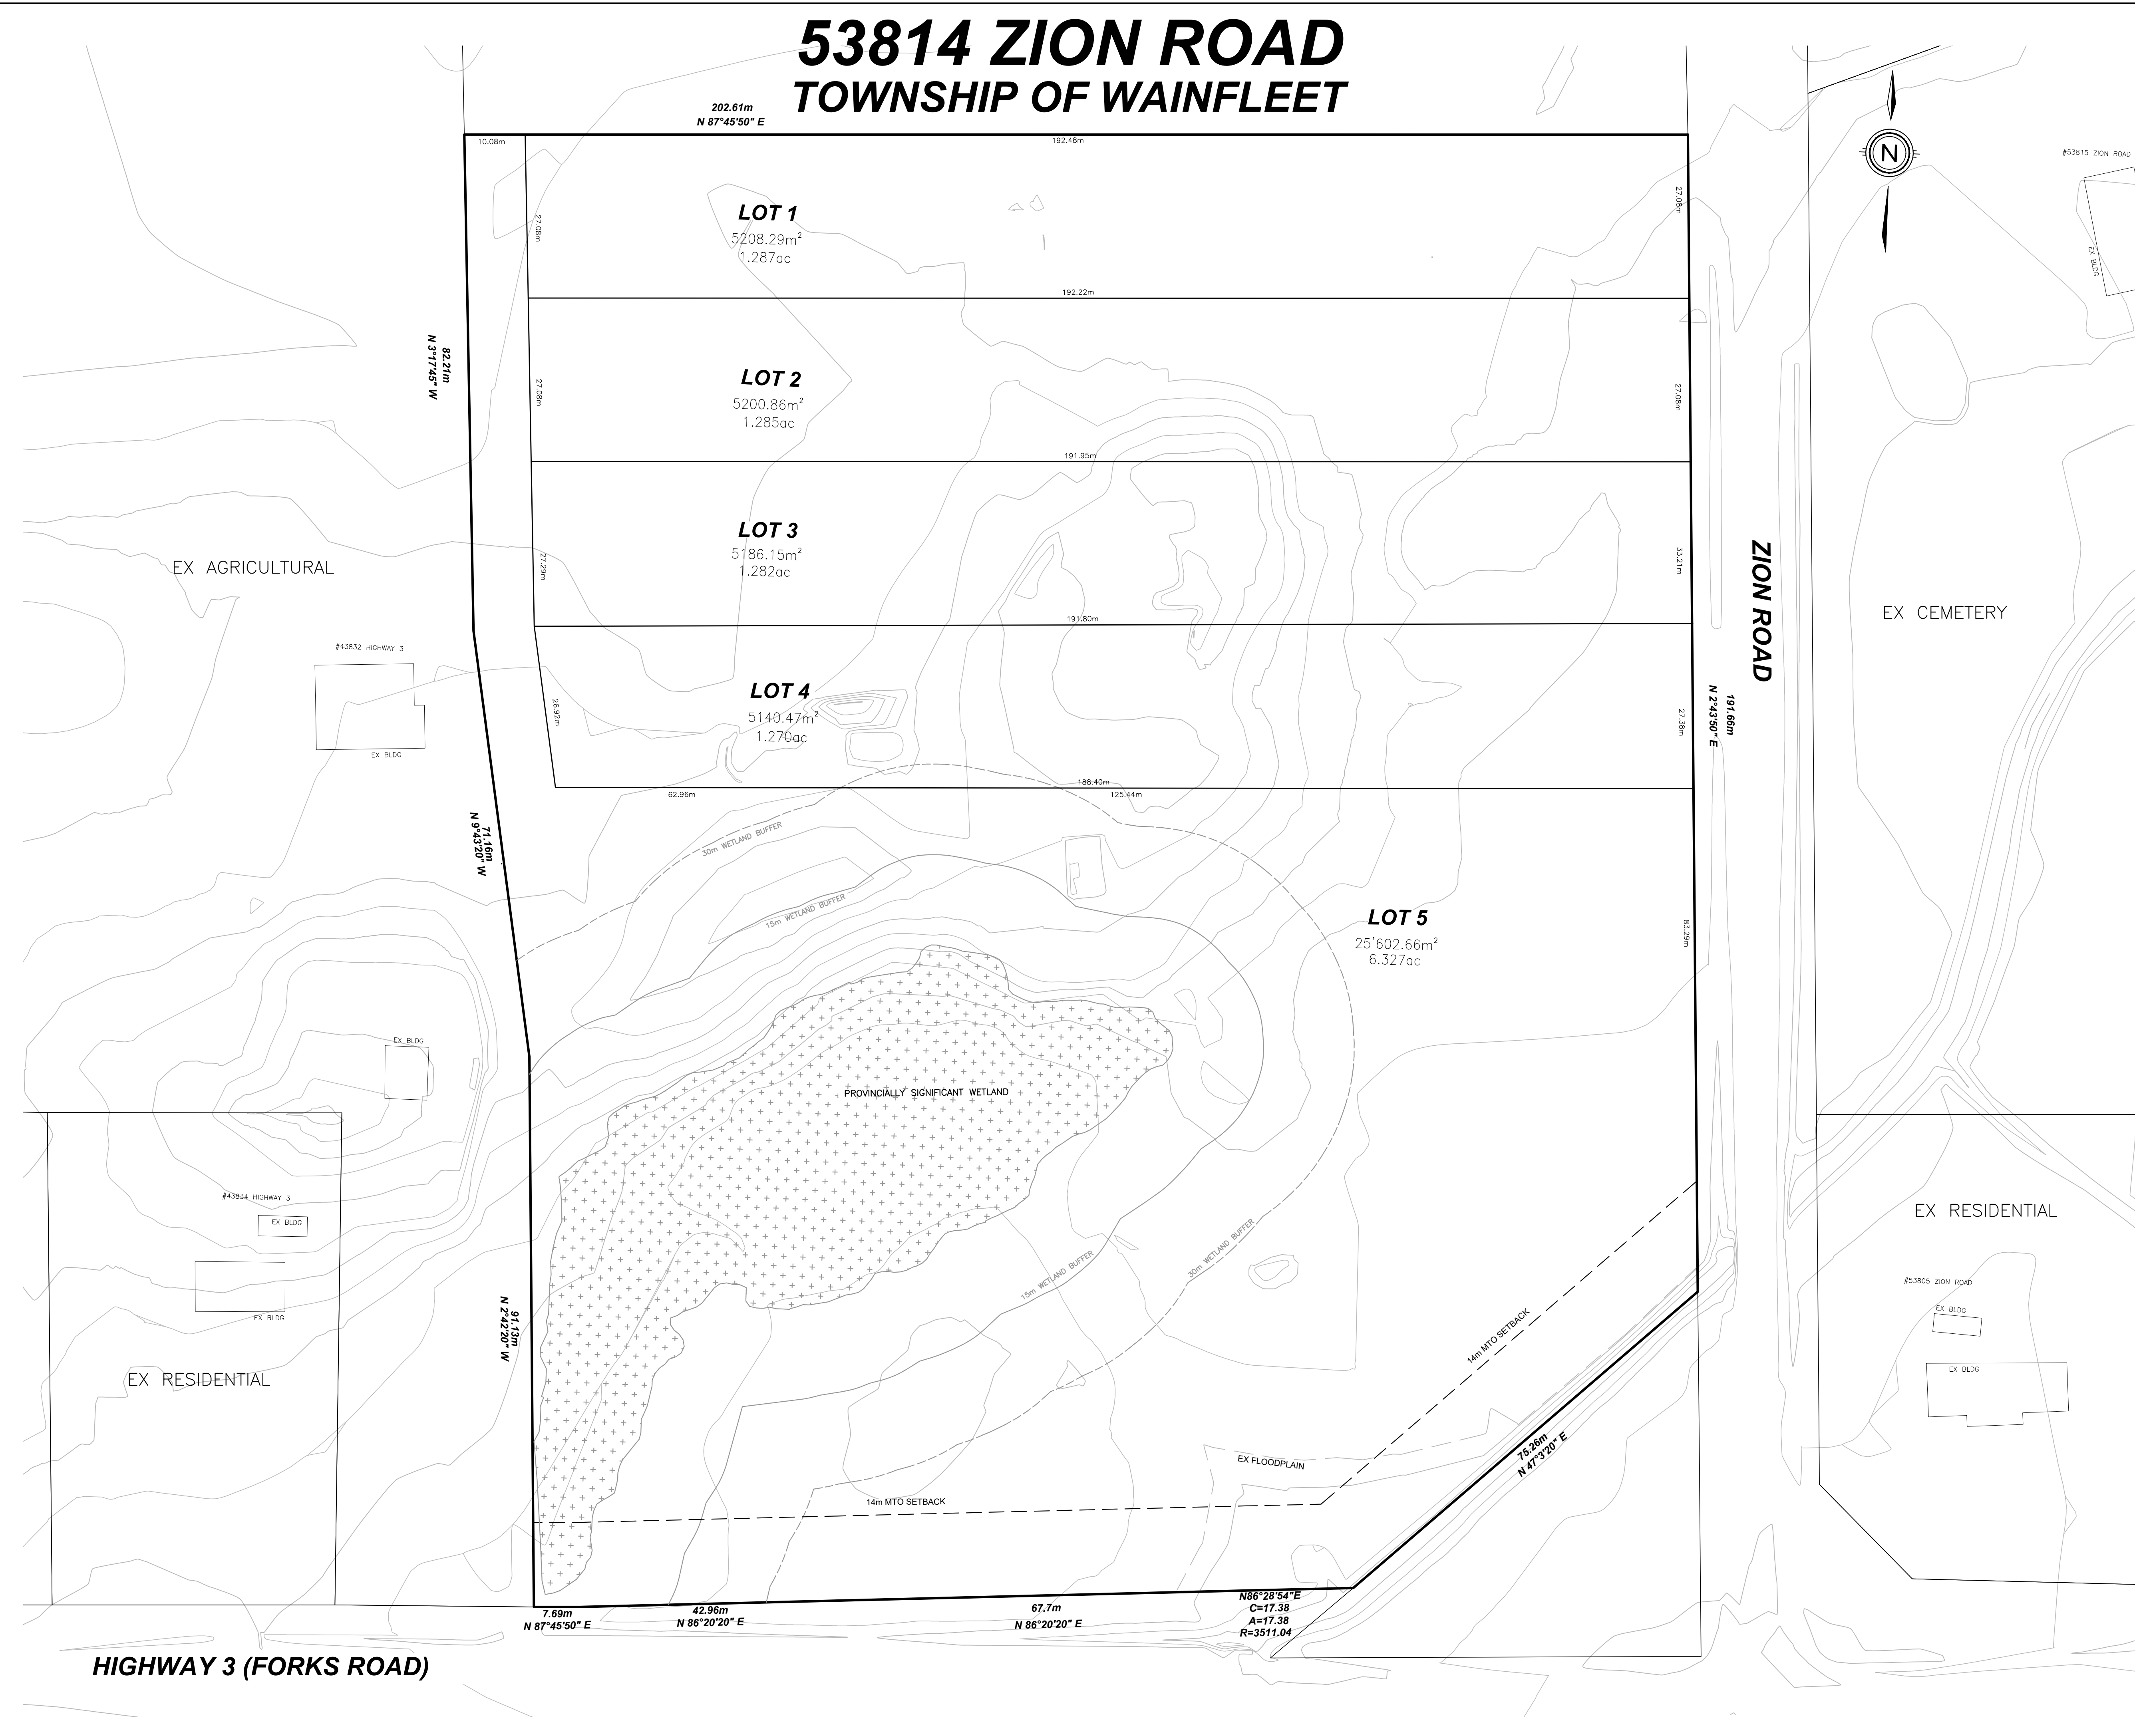 53814 ZION ROAD
TOWNSHIP OF WAINFLEET
202.61m
N 87°45'50" E
10.08m
192.48m
N
#53815 ZION ROAD
EX BLDG
27.08m
27.08m
LOT 1
5208.29m²
1.287ac
192.22m
82.21m
N 3°17'45" W
27.08m
27.08m
LOT 2
5200.86m²
1.285ac
191.95m
27.29m
33.21m
LOT 3
5186.15m²
1.282ac
191.80m
EX AGRICULTURAL
ZION ROAD
EX CEMETERY
#43832 HIGHWAY 3
EX BLDG
26.92m
27.38m
LOT 4
5140.47m²
1.270ac
191.66m
N 2°43'50" E
188.40m
62.96m
125.44m
71.16m
N 9°43'20" W
30m WETLAND BUFFER
15m WETLAND BUFFER
LOT 5
25'602.66m²
6.327ac
83.29m
EX BLDG
PROVINCIALLY SIGNIFICANT WETLAND
#43834 HIGHWAY 3
EX BLDG
EX BLDG
EX RESIDENTIAL
91.13m
N 2°42'20" W
15m WETLAND BUFFER
30m WETLAND BUFFER
EX RESIDENTIAL
#53805 ZION ROAD
EX BLDG
EX BLDG
14m MTO SETBACK
75.26m
N 47°3'20" E
EX FLOODPLAIN
14m MTO SETBACK
7.69m
N 87°45'50" E
42.96m
N 86°20'20" E
67.7m
N 86°20'20" E
N86°28'54"E
C=17.38
A=17.38
R=3511.04
HIGHWAY 3 (FORKS ROAD)